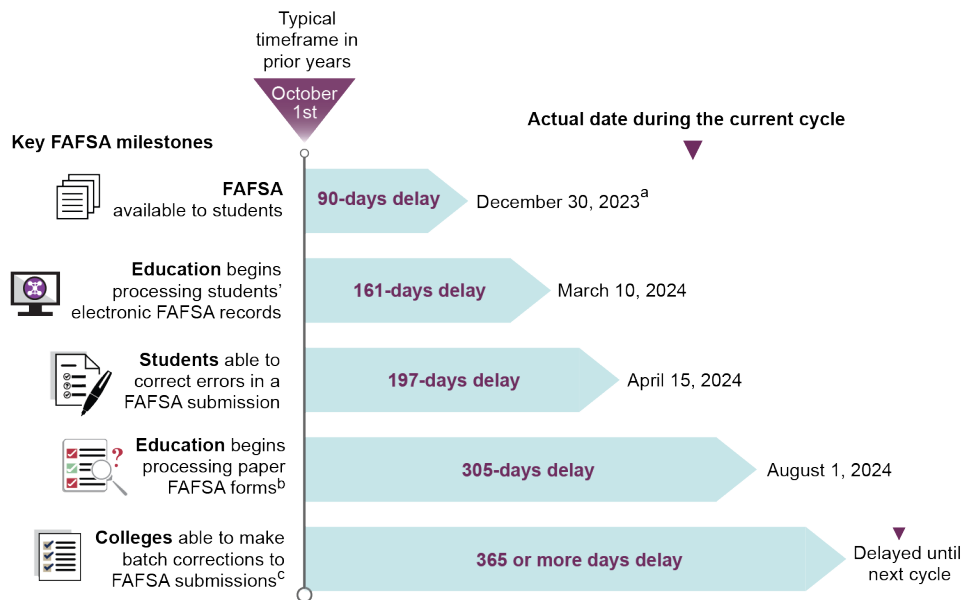 Typical
timeframe in
prior years
October
1st
Actual date during the current cycle
Key FAFSA milestones
FAFSA
available to students
90-days delay
December 30, 2023a
Education begins
processing students’
electronic FAFSA records
161-days delay
March 10, 2024
Students able to
correct errors in a
FAFSA submission
197-days delay
April 15, 2024
?
Education begins
processing paper
FAFSA formsb
305-days delay
August 1, 2024
Colleges able to make
batch corrections to
FAFSA submissionsc
365 or more days delay
Delayed until
next cycle